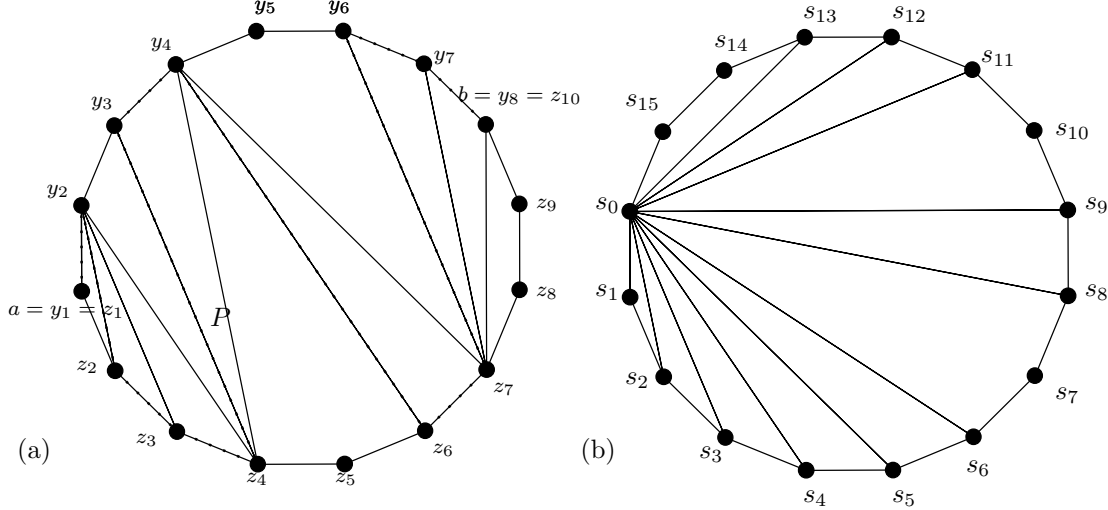 y₅ y₆
y₄ y₇
y₃ b = y₈ = z₁₀
y₂ z₉
a = y₁ = z₁ P z₈
z₂ z₇
z₃ z₆
(a) z₄ z₅
s₁₃ s₁₂
s₁₄ s₁₁
s₁₅ s₁₀
s₀ s₉
s₁ s₈
s₂ s₇
s₃ s₆
(b) s₄ s₅